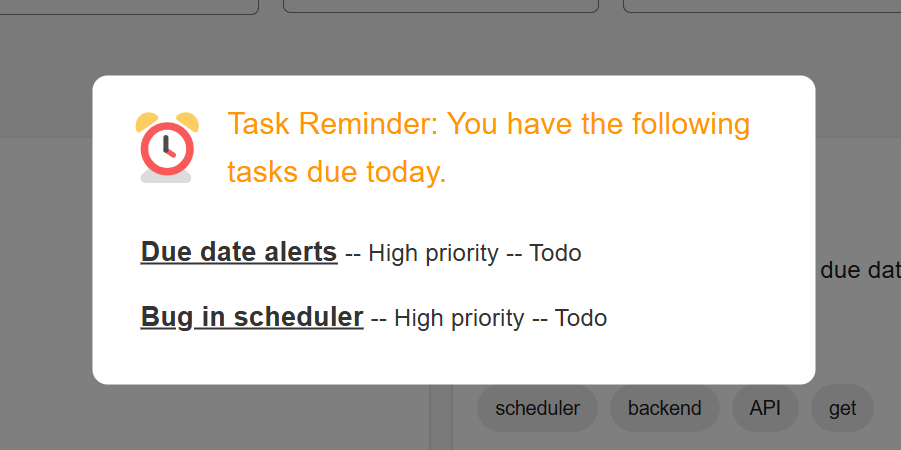 Task Reminder: You have the following
tasks due today.
Due date alerts -- High priority -- Todo
due dat
Bug in scheduler -- High priority -- Todo
scheduler
backend
API
get